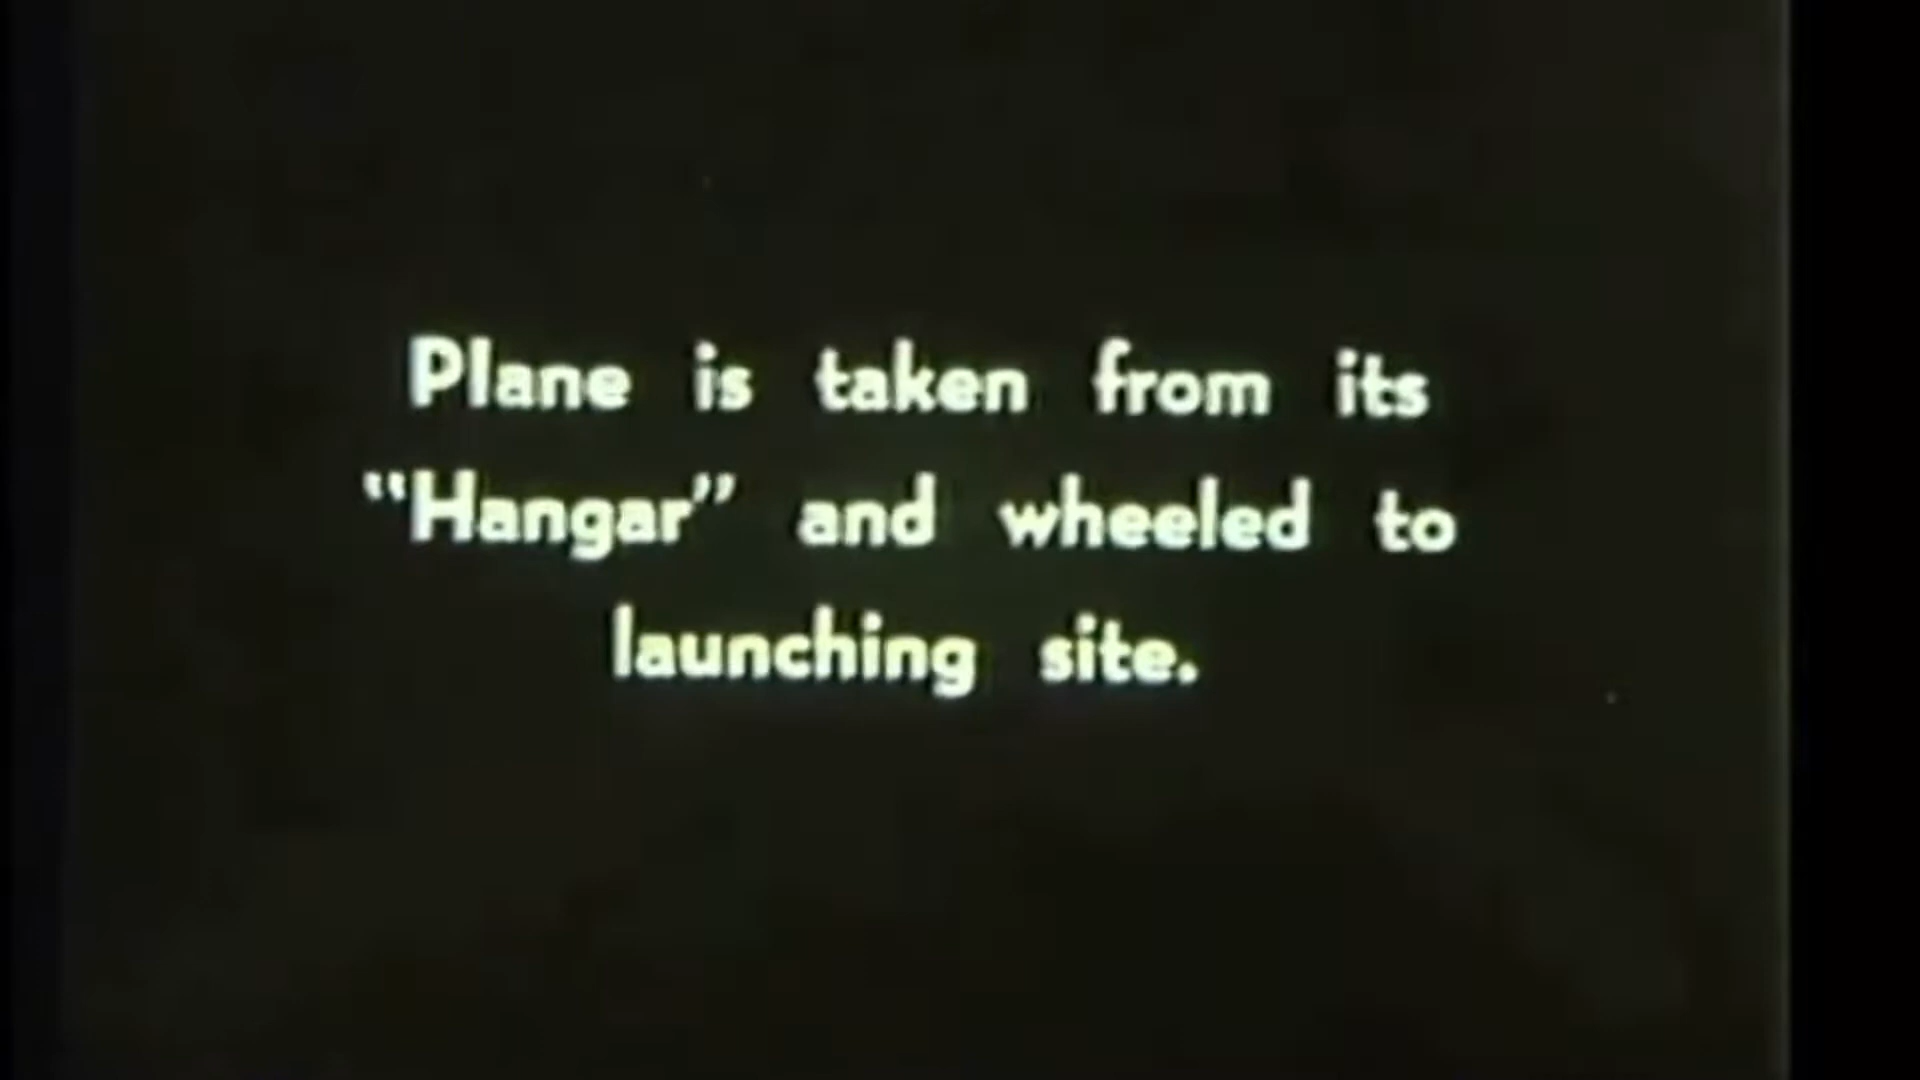 Plane is taken from its
“Hangar” and wheeled to
launching site.